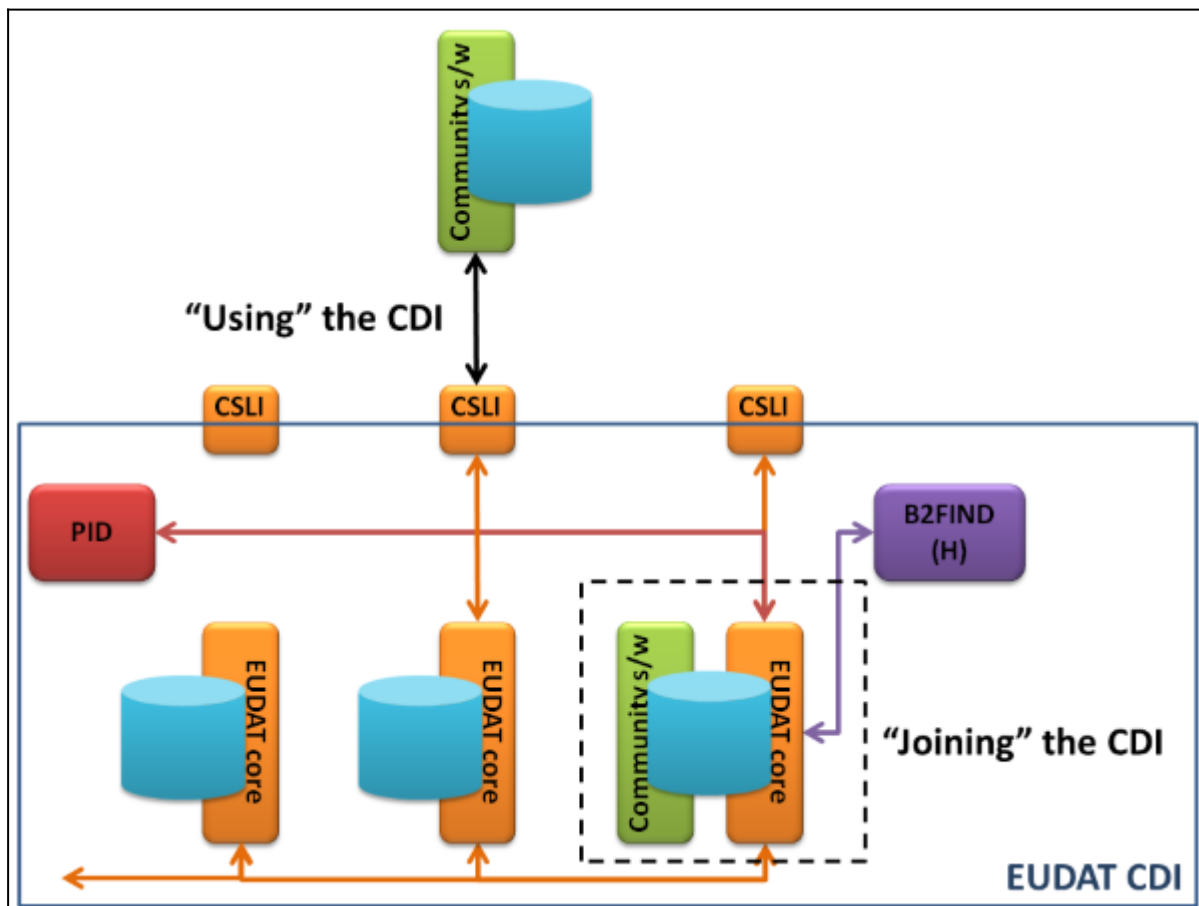 Community s/w
“Using” the CDI
CSLI
CSLI
CSLI
PID
B2FIND
(H)
EUDAT core
EUDAT core
Community s/w
EUDAT core
“Joining” the CDI
EUDAT CDI